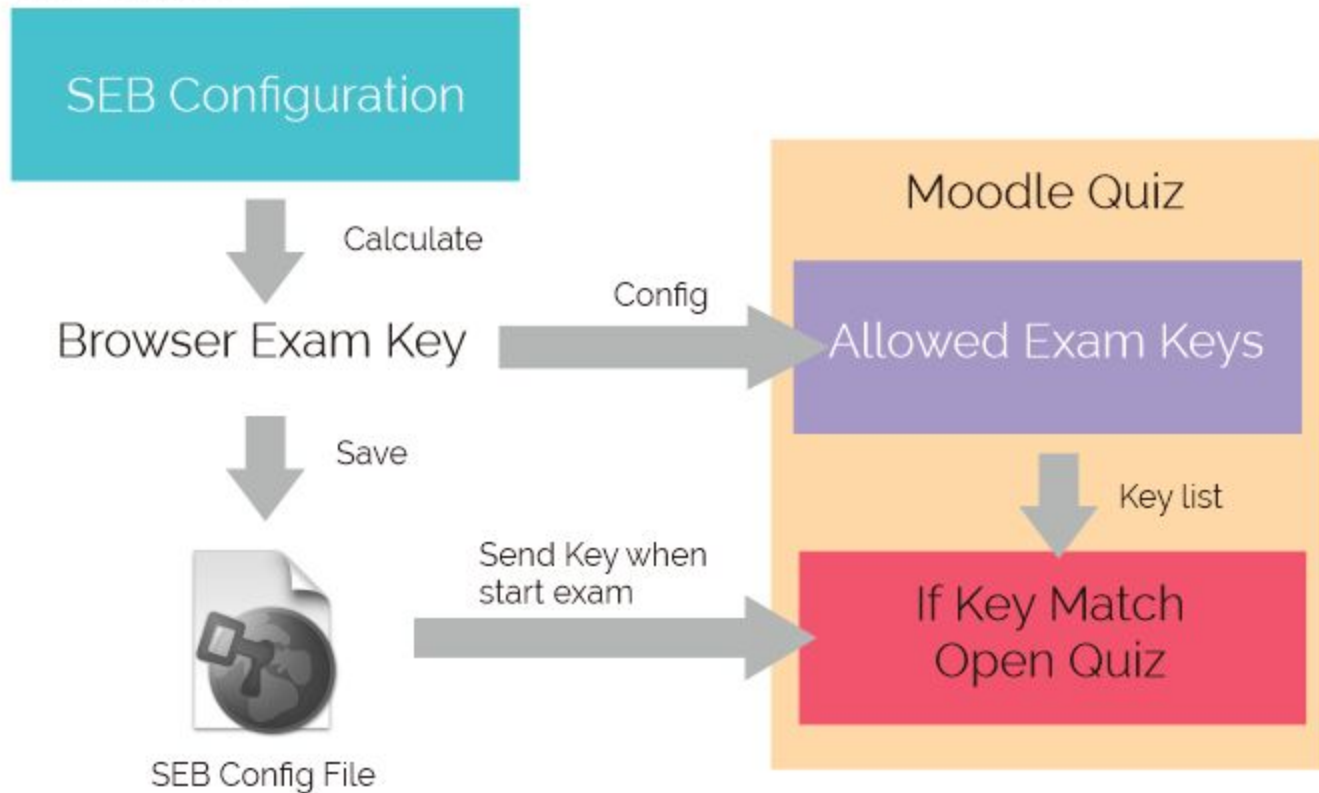 SEB Configuration
Calculate
Browser Exam Key
Save
SEB Config File
Config
Send Key when
start exam
Moodle Quiz
Allowed Exam Keys
Key list
If Key Match
Open Quiz